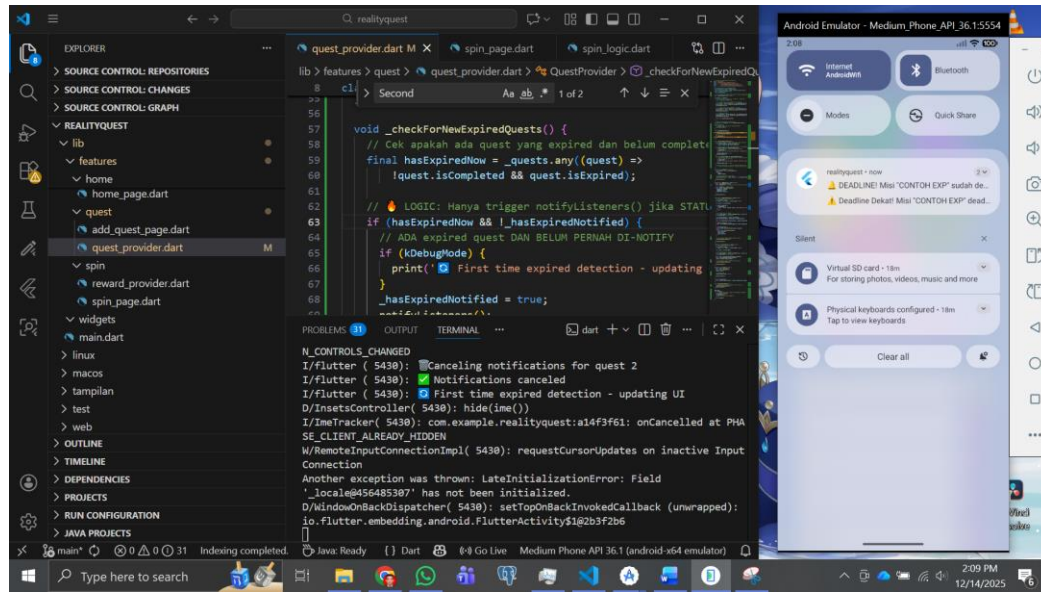 realityquest
EXPLORER
SOURCE CONTROL: REPOSITORIES
SOURCE CONTROL: CHANGES
SOURCE CONTROL: GRAPH
REALITYQUEST
lib
features
home
home_page.dart
quest
add_quest_page.dart
quest_provider.dart M
spin
reward_provider.dart
spin_page.dart
widgets
main.dart
linux
macos
tampilan
test
web
OUTLINE
TIMELINE
DEPENDENCIES
PROJECTS
RUN CONFIGURATION
JAVA PROJECTS
quest_provider.dart M spin_page.dart spin_logic.dart
lib > features > quest > quest_provider.dart > QuestProvider > _checkForNewExpiredQu
8 cl
Second Aa ab .* 1 of 2
55
56
57 void _checkForNewExpiredQuests() {
58 // Cek apakah ada quest yang expired dan belum complete
59 final hasExpiredNow = _quests.any((quest) =>
60 !quest.isCompleted && quest.isExpired);
61
62 // 🔥 LOGIC: Hanya trigger notifyListeners() jika STATU
63 if (hasExpiredNow && !_hasExpiredNotified) {
64 // ADA expired quest DAN BELUM PERNAH DI-NOTIFY
65 if (kDebugMode) {
66 print('🔄 First time expired detection - updating
67 }
68 _hasExpiredNotified = true;
notifyListeners();
PROBLEMS 31 OUTPUT TERMINAL ... dart
N_CONTROLS_CHANGED
I/flutter ( 5430): 🗑️Canceling notifications for quest 2
I/flutter ( 5430): ✅ Notifications canceled
I/flutter ( 5430): 🔄 First time expired detection - updating UI
D/InsetsController( 5430): hide(ime())
I/ImeTracker( 5430): com.example.realityquest:a14f3f61: onCancelled at PHA
SE_CLIENT_ALREADY_HIDDEN
W/RemoteInputConnectionImpl( 5430): requestCursorUpdates on inactive Input
Connection
Another exception was thrown: LateInitializationError: Field
'_locale@456485307' has not been initialized.
D/WindowOnBackDispatcher( 5430): setTopOnBackInvokedCallback (unwrapped):
io.flutter.embedding.android.FlutterActivity$1@2b3f2b6
main* 0 0 31 Indexing completed. Java: Ready { } Dart Go Live Medium Phone API 36.1 (android-x64 emulator)
Android Emulator - Medium_Phone_API_36.1:5554
2:08 100
Internet
AndroidWifi
Bluetooth
Modes
Quick Share
realityquest • now 2
🔔 DEADLINE! Misi "CONTOH EXP" sudah de...
⚠️ Deadline Dekat! Misi "CONTOH EXP" dead...
Silent
Virtual SD card • 18m
For storing photos, videos, music and more
Physical keyboards configured • 18m
Tap to view keyboards
Clear all
Type here to search
2:09 PM
12/14/2025
6